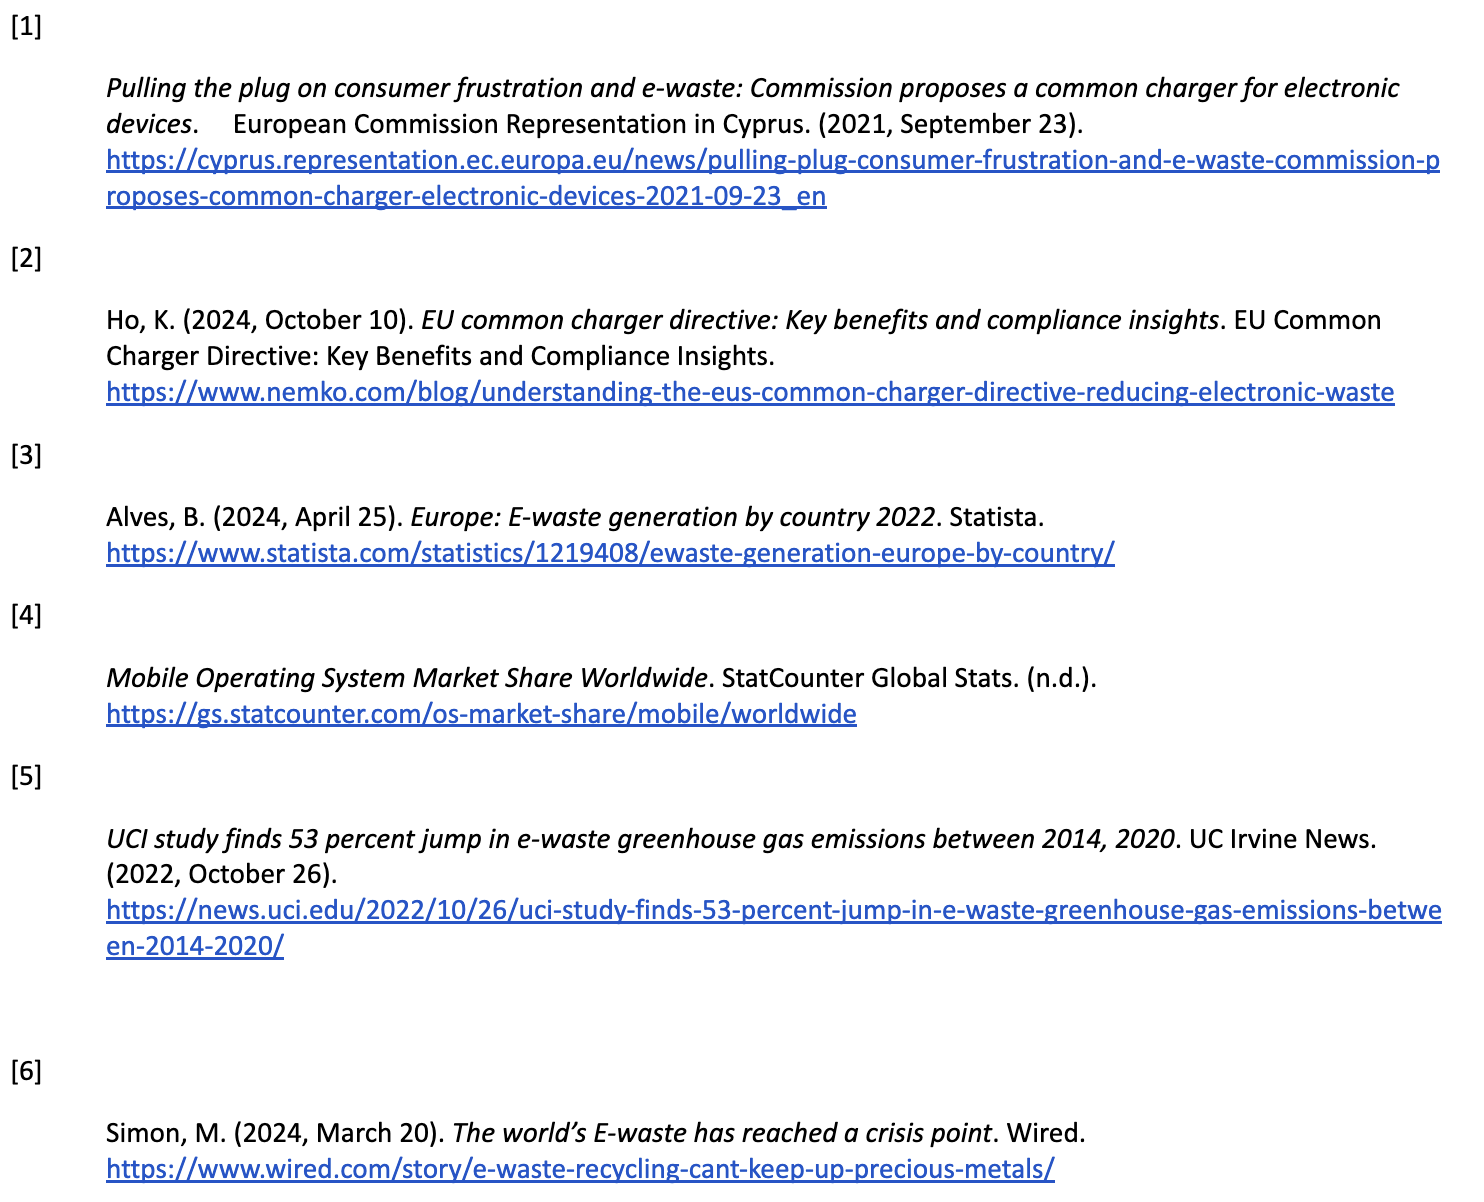 [1]
Pulling the plug on consumer frustration and e-waste: Commission proposes a common charger for electronic
devices. European Commission Representation in Cyprus. (2021, September 23).
https://cyprus.representation.ec.europa.eu/news/pulling-plug-consumer-frustration-and-e-waste-commission-p
roposes-common-charger-electronic-devices-2021-09-23_en
[2]
Ho, K. (2024, October 10). EU common charger directive: Key benefits and compliance insights. EU Common
Charger Directive: Key Benefits and Compliance Insights.
https://www.nemko.com/blog/understanding-the-eus-common-charger-directive-reducing-electronic-waste
[3]
Alves, B. (2024, April 25). Europe: E-waste generation by country 2022. Statista.
https://www.statista.com/statistics/1219408/ewaste-generation-europe-by-country/
[4]
Mobile Operating System Market Share Worldwide. StatCounter Global Stats. (n.d.).
https://gs.statcounter.com/os-market-share/mobile/worldwide
[5]
UCI study finds 53 percent jump in e-waste greenhouse gas emissions between 2014, 2020. UC Irvine News.
(2022, October 26).
https://news.uci.edu/2022/10/26/uci-study-finds-53-percent-jump-in-e-waste-greenhouse-gas-emissions-betwe
en-2014-2020/
[6]
Simon, M. (2024, March 20). The world’s E-waste has reached a crisis point. Wired.
https://www.wired.com/story/e-waste-recycling-cant-keep-up-precious-metals/